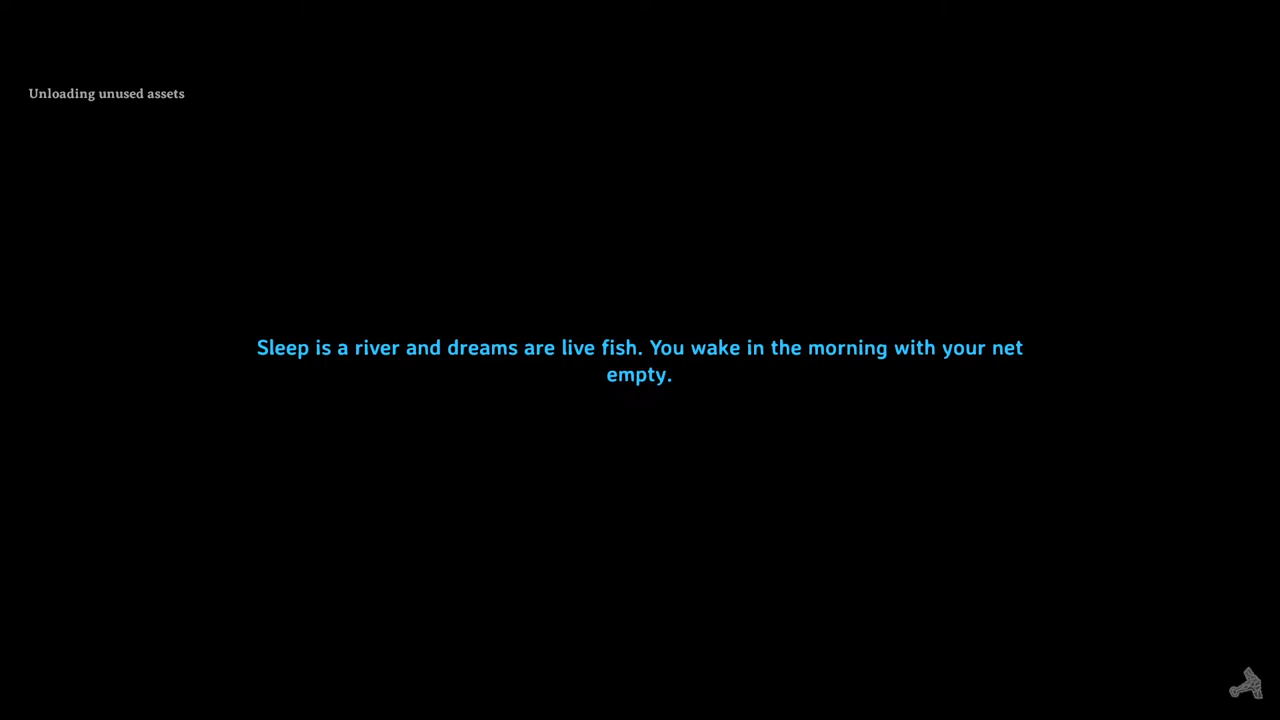 Unloading unused assets
Sleep is a river and dreams are live fish. You wake in the morning with your net
empty.